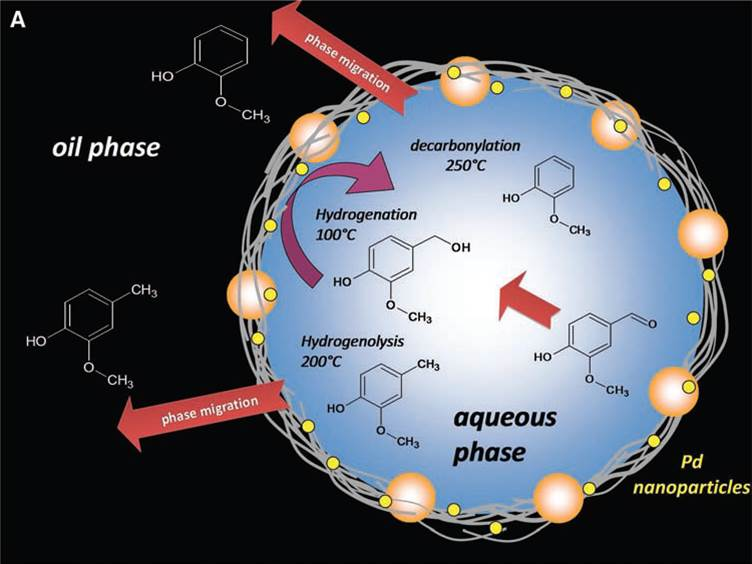 A
phase migration
HO
O
CH₃
oil phase
decarbonylation
250°C
HO
O
CH₃
Hydrogenation
100°C
OH
HO
O
CH₃
CH₃
HO
O
CH₃
O
HO
O
CH₃
Hydrogenolysis
200°C
CH₃
HO
O
CH₃
phase migration
aqueous
phase
Pd
nanoparticles